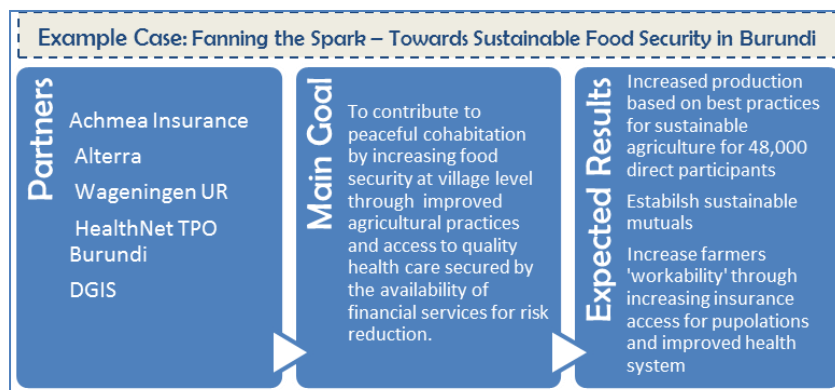 Example Case: Fanning the Spark – Towards Sustainable Food Security in Burundi
Partners
Achmea Insurance
Alterra
Wageningen UR
HealthNet TPO
Burundi
DGIS
Main Goal
To contribute to
peaceful cohabitation
by increasing food
security at village level
through improved
agricultural practices
and access to quality
health care secured by
the availability of
financial services for risk
reduction.
Expected Results
Increased production
based on best practices
for sustainable
agriculture for 48,000
direct participants
Estabilsh sustainable
mutuals
Increase farmers
'workability' through
increasing insurance
access for pupolations
and improved health
system